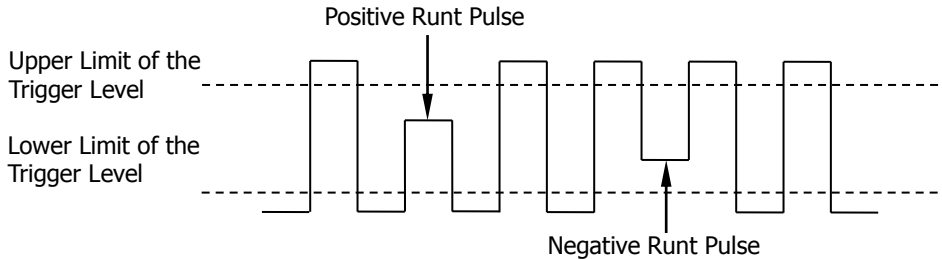 Positive Runt Pulse
Upper Limit of the
Trigger Level
Lower Limit of the
Trigger Level
Negative Runt Pulse